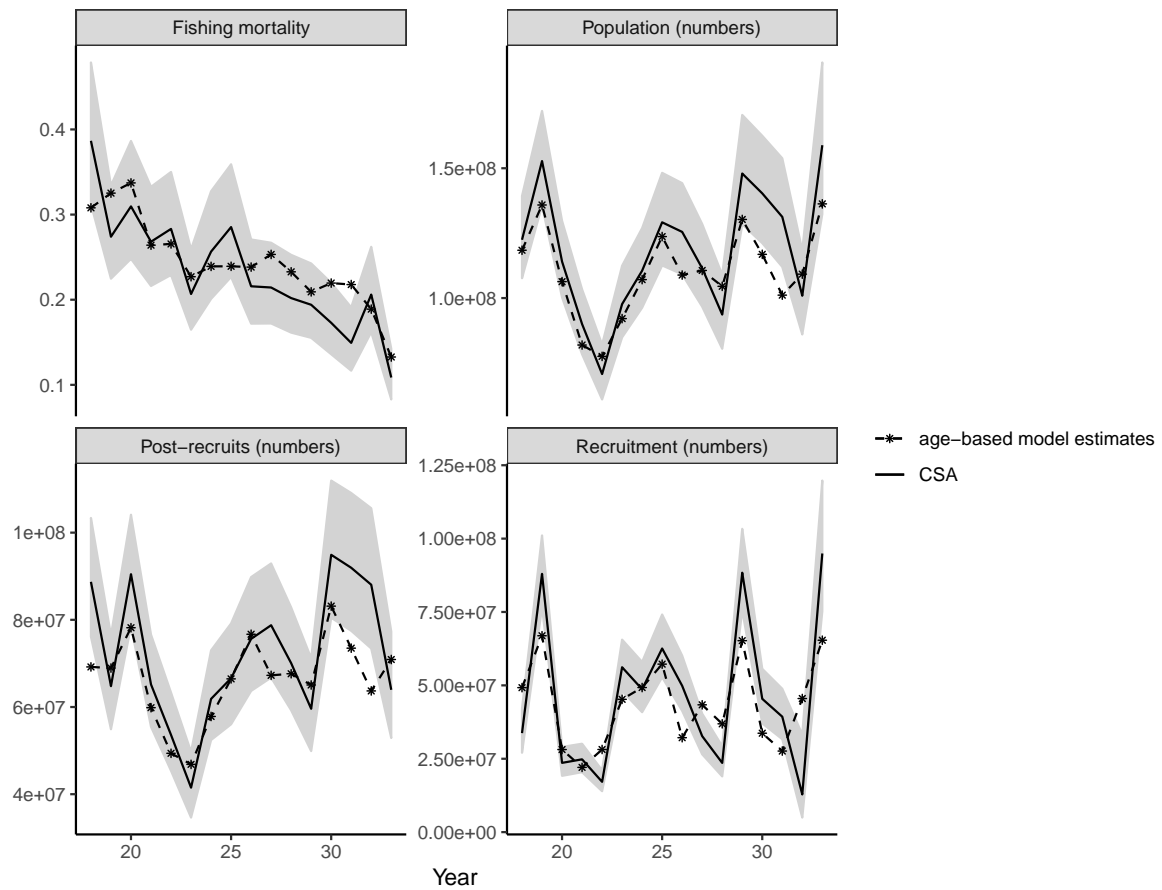 Fishing mortality
Population (numbers)
0.4
0.3
0.2
0.1
1.5e+08
1.0e+08
Post−recruits (numbers)
Recruitment (numbers)
1e+08
8e+07
6e+07
4e+07
1.25e+08
1.00e+08
7.50e+07
5.00e+07
2.50e+07
0.00e+00
20
25
30
20
25
30
Year
age−based model estimates
CSA